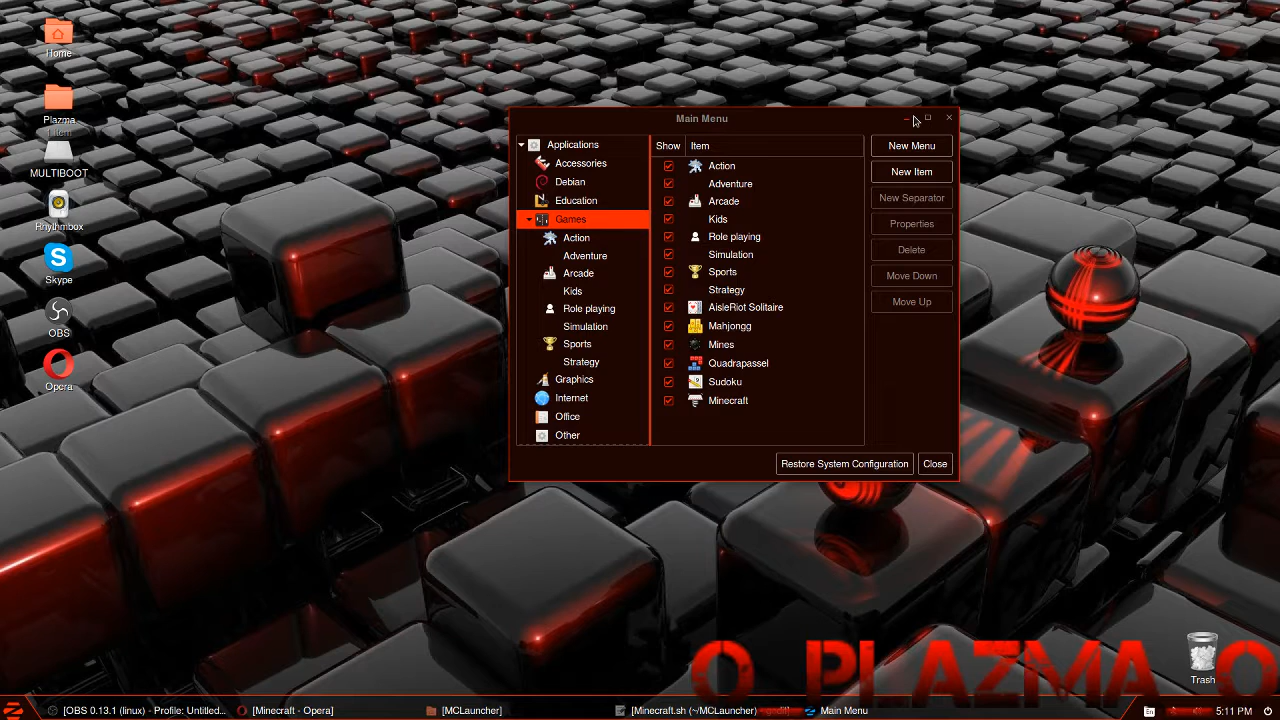 Home
Plazma
1 item
MULTIBOOT
Rhythmbox
Skype
OBS
Opera
Main Menu
Applications
Accessories
Debian
Education
Games
Action
Adventure
Arcade
Kids
Role playing
Simulation
Sports
Strategy
Graphics
Internet
Office
Other
Show Item
Action
Adventure
Arcade
Kids
Role playing
Simulation
Sports
Strategy
AisleRiot Solitaire
Mahjongg
Mines
Quadrapassel
Sudoku
Minecraft
New Menu
New Item
New Separator
Properties
Delete
Move Down
Move Up
Restore System Configuration Close
O PLAZMA O
Trash
[OBS 0.13.1 (linux) - Profile: Untitled... [Minecraft - Opera] [MCLauncher] [Minecraft.sh (~/MCLauncher) - gedit] Main Menu En 5:11 PM